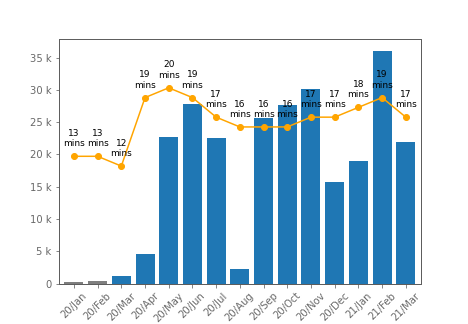 35 k
30 k
25 k
20 k
15 k
10 k
5 k
0
13
mins
13
mins
12
mins
19
mins
20
mins
19
mins
17
mins
16
mins
16
mins
16
mins
17
mins
17
mins
18
mins
19
mins
17
mins
20/Jan
20/Feb
20/Mar
20/Apr
20/May
20/Jun
20/Jul
20/Aug
20/Sep
20/Oct
20/Nov
20/Dec
21/Jan
21/Feb
21/Mar